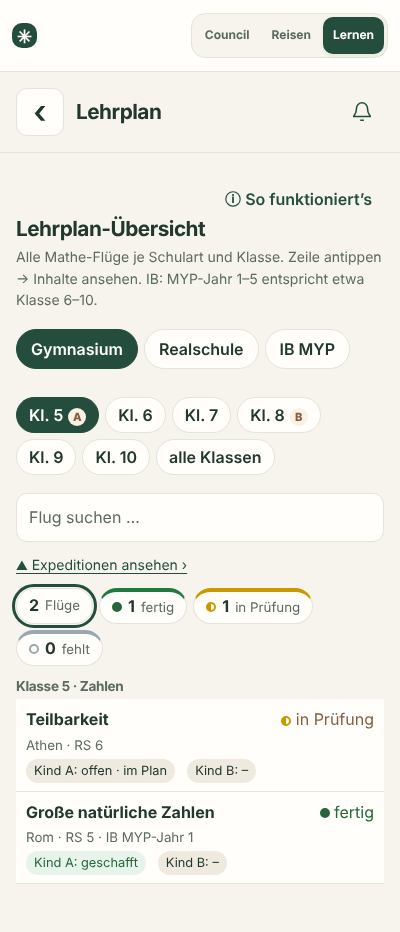 Council Reisen Lernen
Lehrplan
So funktioniert's
Lehrplan-Übersicht
Alle Mathe-Flüge je Schulart und Klasse. Zeile antippen
→ Inhalte ansehen. IB: MYP-Jahr 1–5 entspricht etwa
Klasse 6–10.
Gymnasium Realschule IB MYP
Kl. 5 A Kl. 6 Kl. 7 Kl. 8 B
Kl. 9 Kl. 10 alle Klassen
Flug suchen …
▲ Expeditionen ansehen ›
2 Flüge 1 fertig 1 in Prüfung
0 fehlt
Klasse 5 · Zahlen
Teilbarkeit in Prüfung
Athen · RS 6
Kind A: offen · im Plan Kind B: –
Große natürliche Zahlen fertig
Rom · RS 5 · IB MYP-Jahr 1
Kind A: geschafft Kind B: –